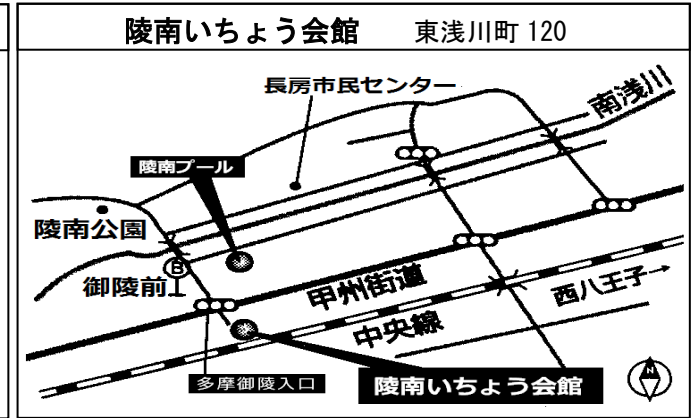 陵南いちょう会館 東浅川町 120
長房市民センター
南浅川
陵南プール
陵南公園
B
御陵前
甲州街道
西八王子→
中央線
多摩御陵入口
陵南いちょう会館
N